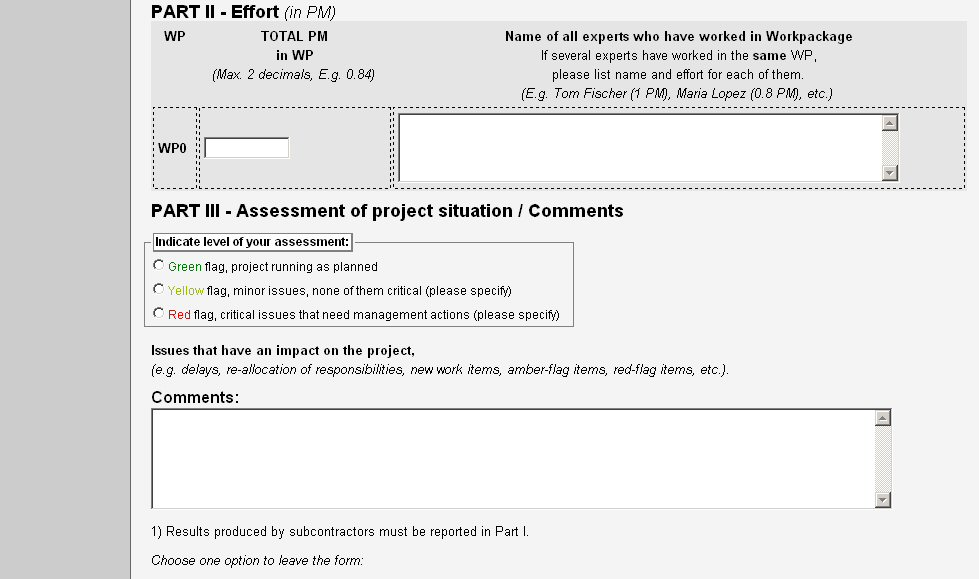 PART II - Effort (in PM)
WP
TOTAL PM
in WP
(Max. 2 decimals, E.g. 0.84)
Name of all experts who have worked in Workpackage
If several experts have worked in the same WP,
please list name and effort for each of them.
(E.g. Tom Fischer (1 PM), Maria Lopez (0.8 PM), etc.)
WP0
PART III - Assessment of project situation / Comments
Indicate level of your assessment:
Green flag, project running as planned
Yellow flag, minor issues, none of them critical (please specify)
Red flag, critical issues that need management actions (please specify)
Issues that have an impact on the project,
(e.g. delays, re-allocation of responsibilities, new work items, amber-flag items, red-flag items, etc.).
Comments:
1) Results produced by subcontractors must be reported in Part I.
Choose one option to leave the form: